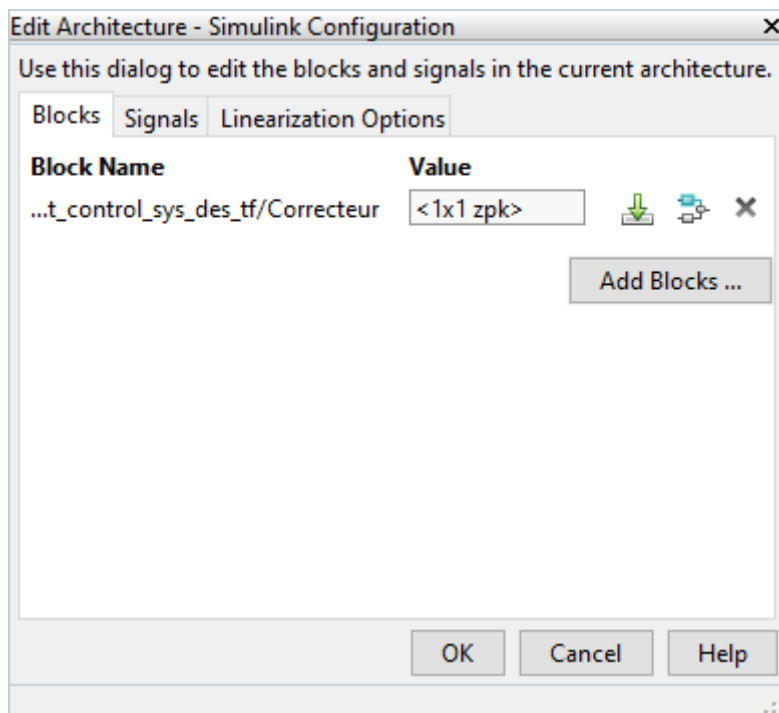 Edit Architecture - Simulink Configuration
Use this dialog to edit the blocks and signals in the current architecture.
Blocks Signals Linearization Options
Block Name Value
...t_control_sys_des_tf/Correcteur <1x1 zpk>
Add Blocks ...
OK Cancel Help